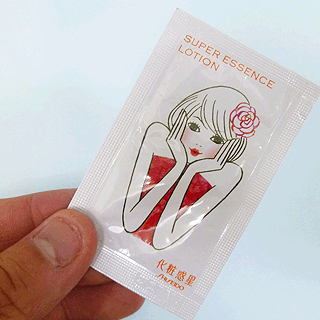 SUPER ESSENCE
LOTION
化粧惑星
SHISEIDO